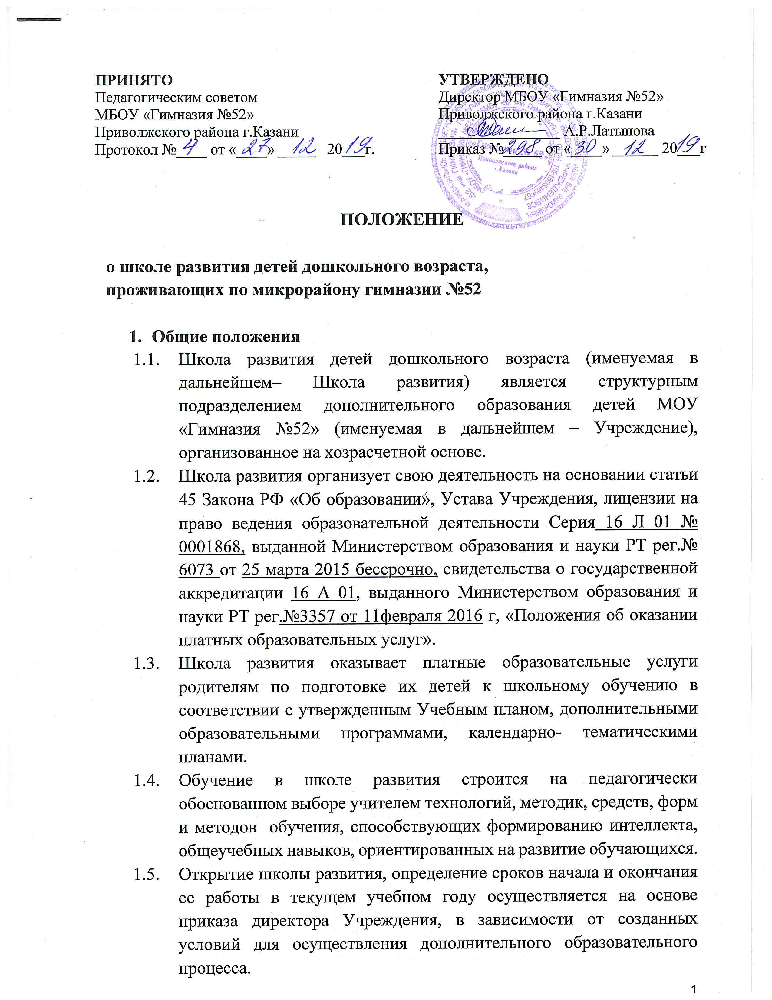 ПРИНЯТО
Педагогическим советом
МБОУ «Гимназия №52»
Приволжского района г.Казани
Протокол № 4 от «27» 12 2019г.
УТВЕРЖДЕНО
Директор МБОУ «Гимназия №52»
Приволжского района г.Казани
А.Р.Латыпова
Приказ №298 от «30» 12 2019г
Приволжского района
г.Казани
ПОЛОЖЕНИЕ
о школе развития детей дошкольного возраста,
проживающих по микрорайону гимназии №52
1. Общие положения
1.1. Школа развития детей дошкольного возраста (именуемая в
дальнейшем– Школа развития) является структурным
подразделением дополнительного образования детей МОУ
«Гимназия №52» (именуемая в дальнейшем – Учреждение),
организованное на хозрасчетной основе.
1.2. Школа развития организует свою деятельность на основании статьи
45 Закона РФ «Об образовании», Устава Учреждения, лицензии на
право ведения образовательной деятельности Серия 16 Л 01 №
0001868, выданной Министерством образования и науки РТ рег.№
6073 от 25 марта 2015 бессрочно, свидетельства о государственной
аккредитации 16 А 01, выданного Министерством образования и
науки РТ рег.№3357 от 11февраля 2016 г, «Положения об оказании
платных образовательных услуг».
1.3. Школа развития оказывает платные образовательные услуги
родителям по подготовке их детей к школьному обучению в
соответствии с утвержденным Учебным планом, дополнительными
образовательными программами, календарно- тематическими
планами.
1.4. Обучение в школе развития строится на педагогически
обоснованном выборе учителем технологий, методик, средств, форм
и методов обучения, способствующих формированию интеллекта,
общеучебных навыков, ориентированных на развитие обучающихся.
1.5. Открытие школы развития, определение сроков начала и окончания
ее работы в текущем учебном году осуществляется на основе
приказа директора Учреждения, в зависимости от созданных
условий для осуществления дополнительного образовательного
процесса.
1